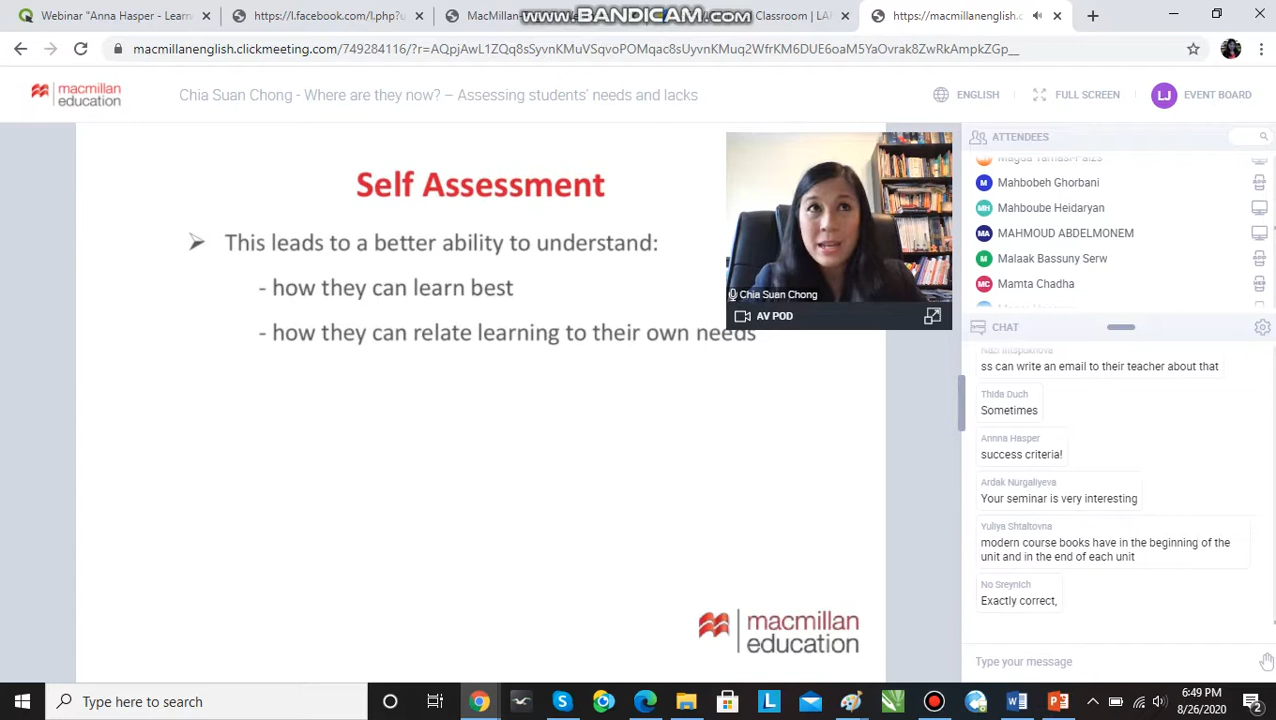 Webinar "Anna Hasper - Learn
https://l.facebook.com/l.php?
MacMillan
www.BANDICAM.com
Classroom | LA
https://macmillanenglish.c
macmillanenglish.clickmeeting.com/749284116/?r=AQpjAwL1ZQq8sSyvnKMuVSqvoPOMqac8sUyvnKMuq2WfrKM6DUE6oaM5YaOvrak8ZwRkAmpkZGp__
macmillan
education
Chia Suan Chong - Where are they now? – Assessing students' needs and lacks
ENGLISH
FULL SCREEN
LJ
EVENT BOARD
Self Assessment
➢ This leads to a better ability to understand:
- how they can learn best
- how they can relate learning to their own needs
Chia Suan Chong
AV POD
ATTENDEES
M Mahbobeh Ghorbani
MH Mahboube Heidaryan
MA MAHMOUD ABDELMONEM
M Malaak Bassuny Serw
MC Mamta Chadha
CHAT
ss can write an email to their teacher about that
Thida Duch
Sometimes
Annna Hasper
success criteria!
Ardak Nurgaliyeva
Your seminar is very interesting
Yuliya Shtaltovna
modern course books have in the beginning of the
unit and in the end of each unit
No Sreynich
Exactly correct,
macmillan
education
Type your message
Type here to search
6:49 PM
8/26/2020
2